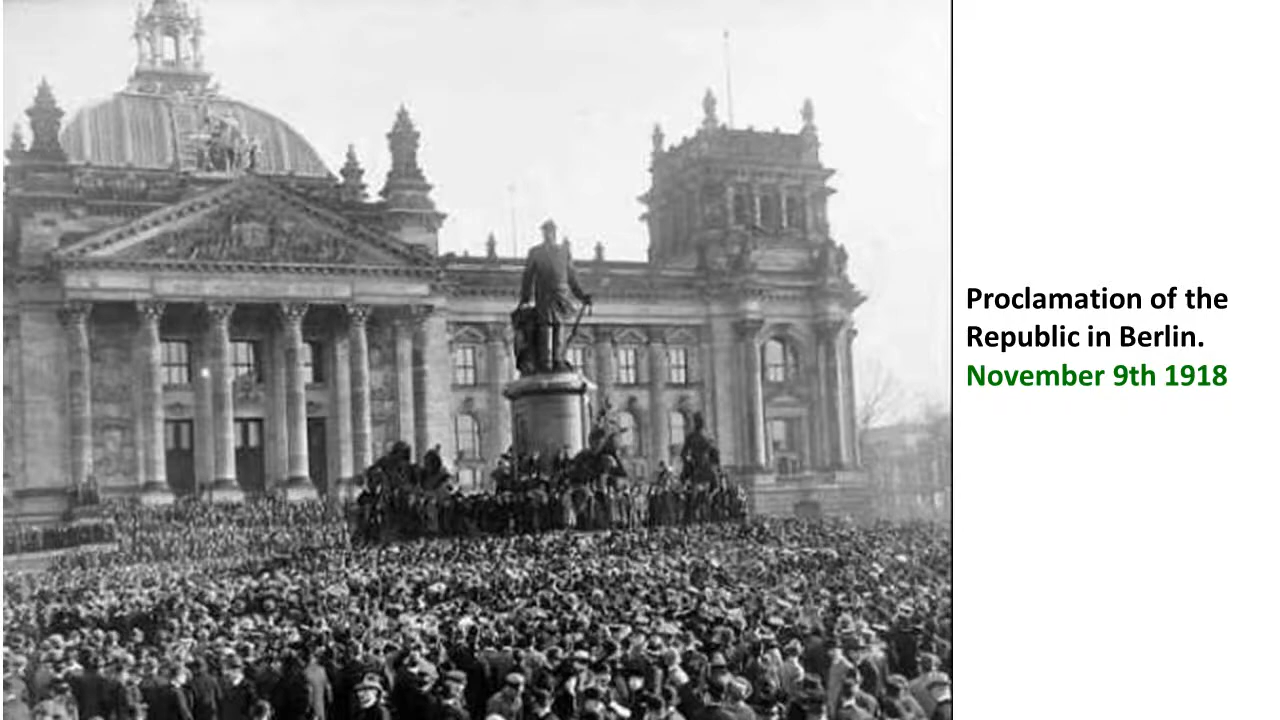 Proclamation of the
Republic in Berlin.
November 9th 1918